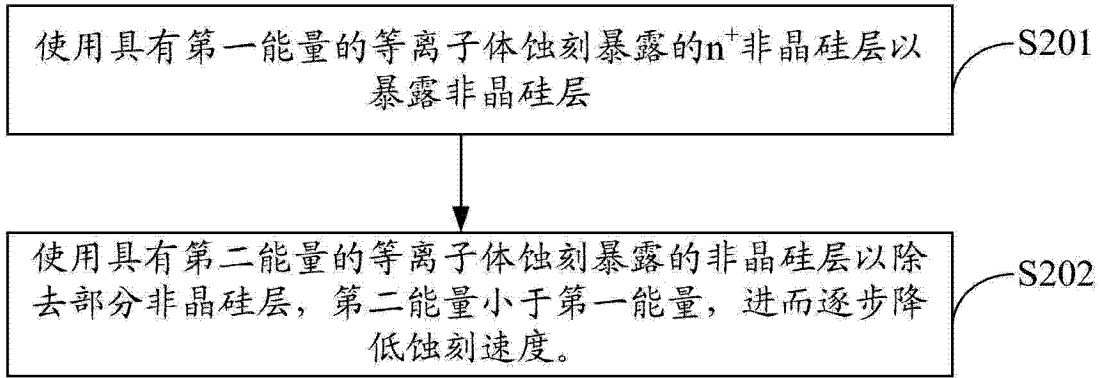 使用具有第一能量的等离子体蚀刻暴露的n⁺非晶硅层以
暴露非晶硅层
S201
使用具有第二能量的等离子体蚀刻暴露的非晶硅层以除
去部分非晶硅层，第二能量小于第一能量，进而逐步降
低蚀刻速度。
S202